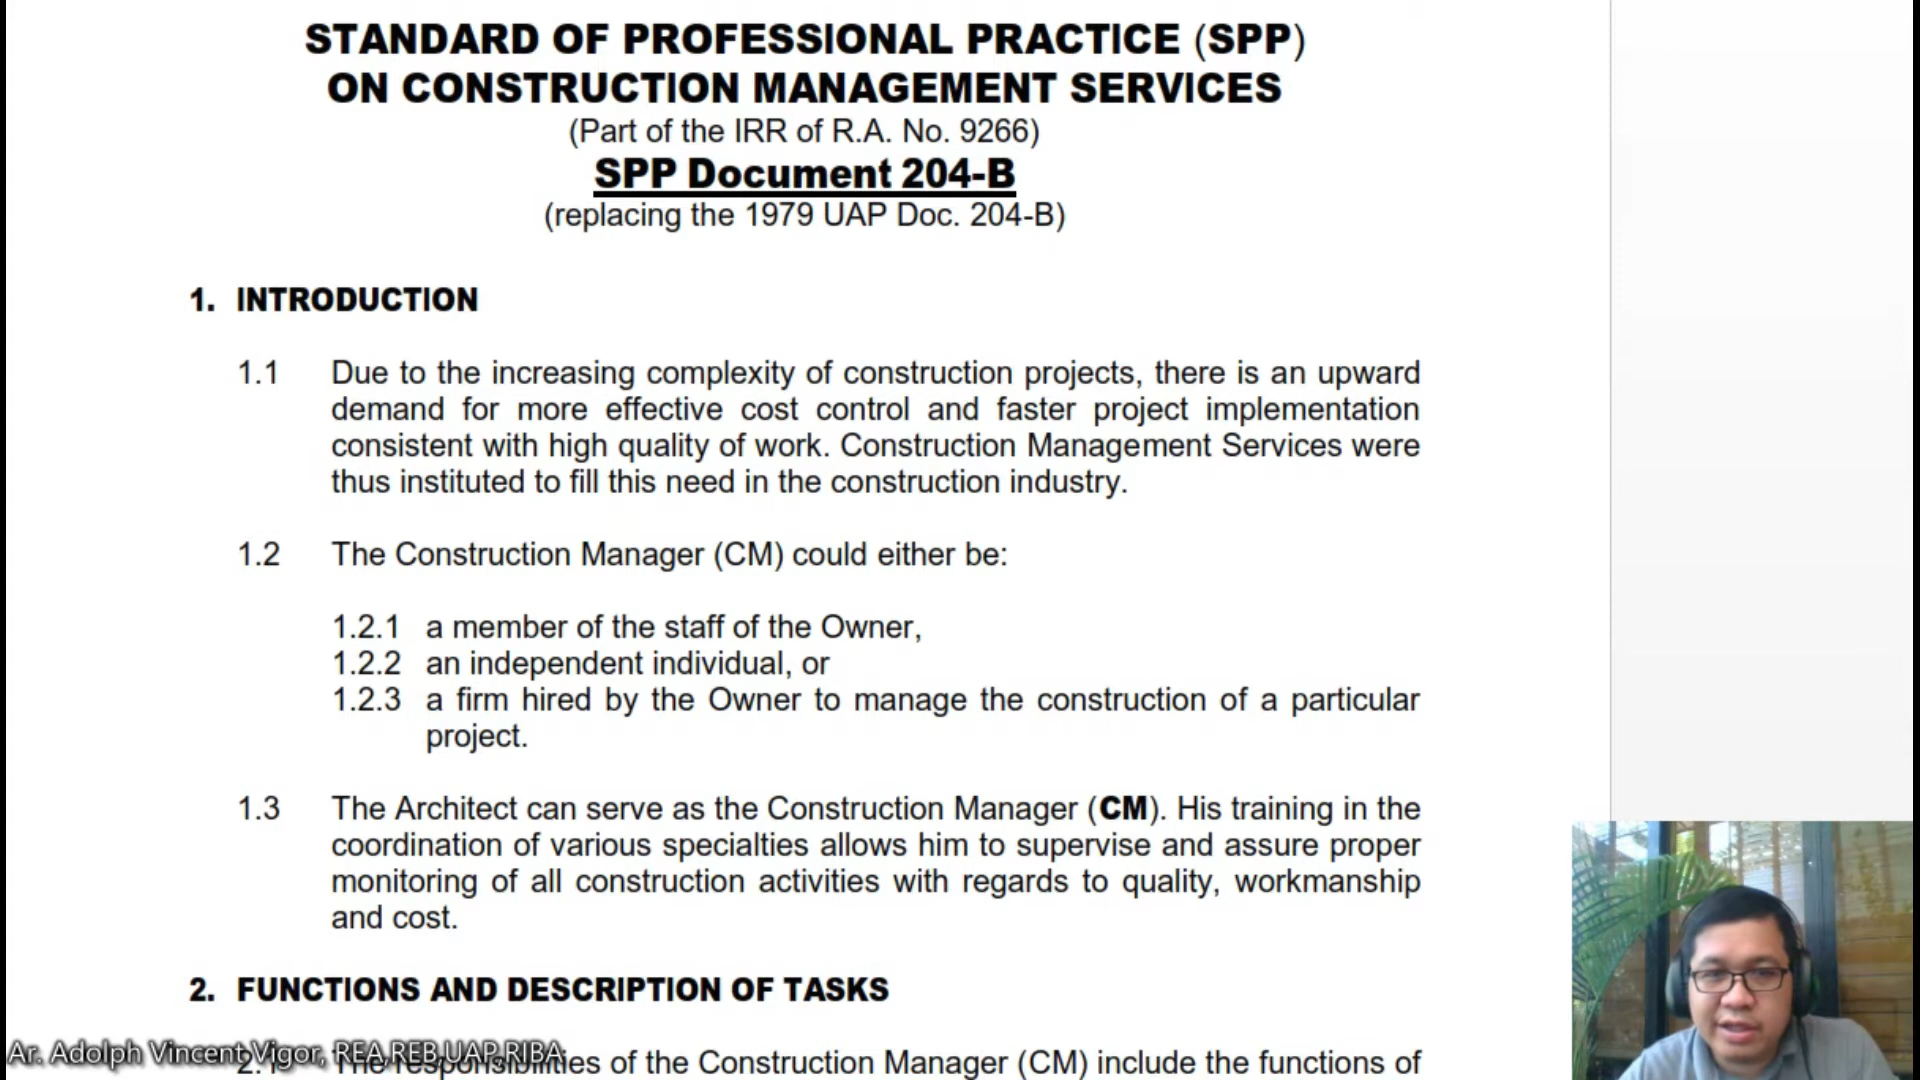 STANDARD OF PROFESSIONAL PRACTICE (SPP)
ON CONSTRUCTION MANAGEMENT SERVICES
(Part of the IRR of R.A. No. 9266)
SPP Document 204-B
(replacing the 1979 UAP Doc. 204-B)
1. INTRODUCTION
1.1 Due to the increasing complexity of construction projects, there is an upward
demand for more effective cost control and faster project implementation
consistent with high quality of work. Construction Management Services were
thus instituted to fill this need in the construction industry.
1.2 The Construction Manager (CM) could either be:
1.2.1 a member of the staff of the Owner,
1.2.2 an independent individual, or
1.2.3 a firm hired by the Owner to manage the construction of a particular
project.
1.3 The Architect can serve as the Construction Manager (CM). His training in the
coordination of various specialties allows him to supervise and assure proper
monitoring of all construction activities with regards to quality, workmanship
and cost.
2. FUNCTIONS AND DESCRIPTION OF TASKS
2.1 The responsibilities of the Construction Manager (CM) include the functions of
Ar. Adolph Vincent Vigor, REA,REB,UAP,RIBA